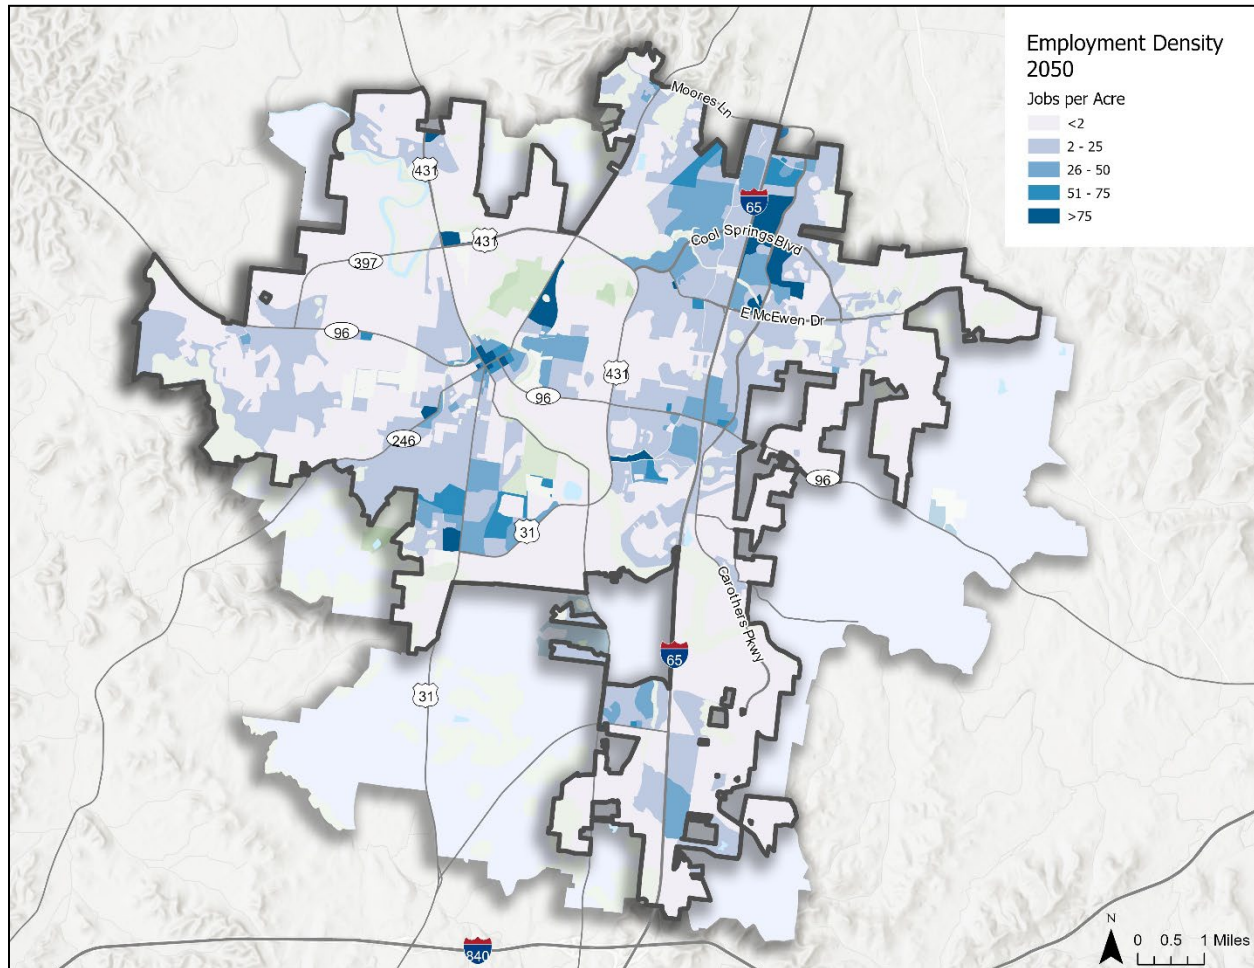 Employment Density
2050
Jobs per Acre
<2
2 - 25
26 - 50
51 - 75
>75
Moores Ln
431
65
431
Cool Springs Blvd
397
E McEwen Dr
96
431
96
246
96
31
Carothers Pkwy
65
31
840
N
0 0.5 1 Miles